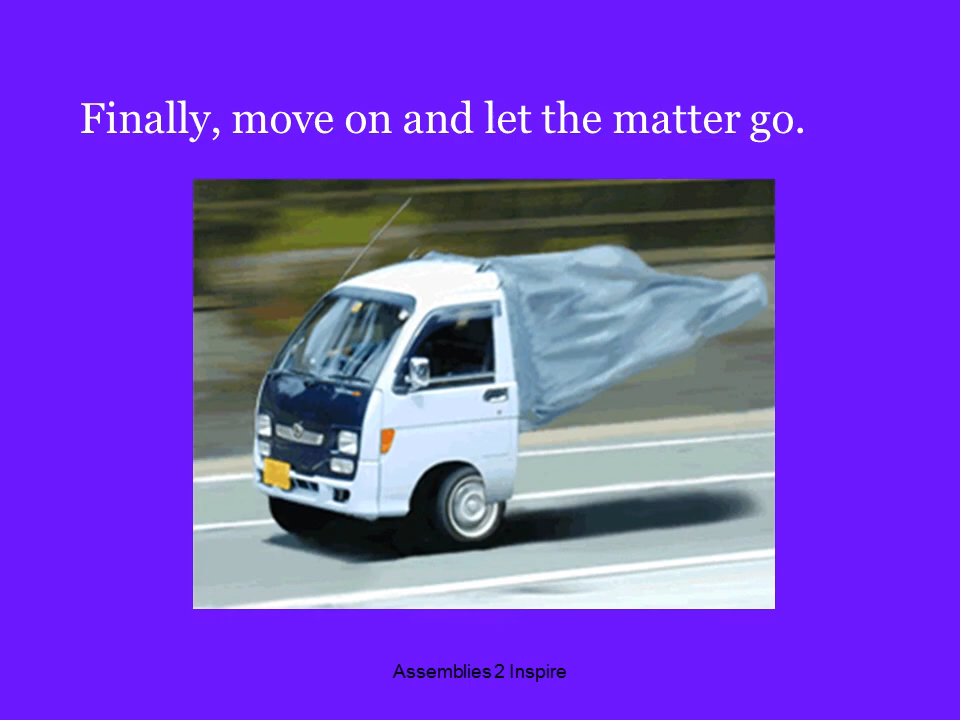 Finally, move on and let the matter go.
Assemblies 2 Inspire